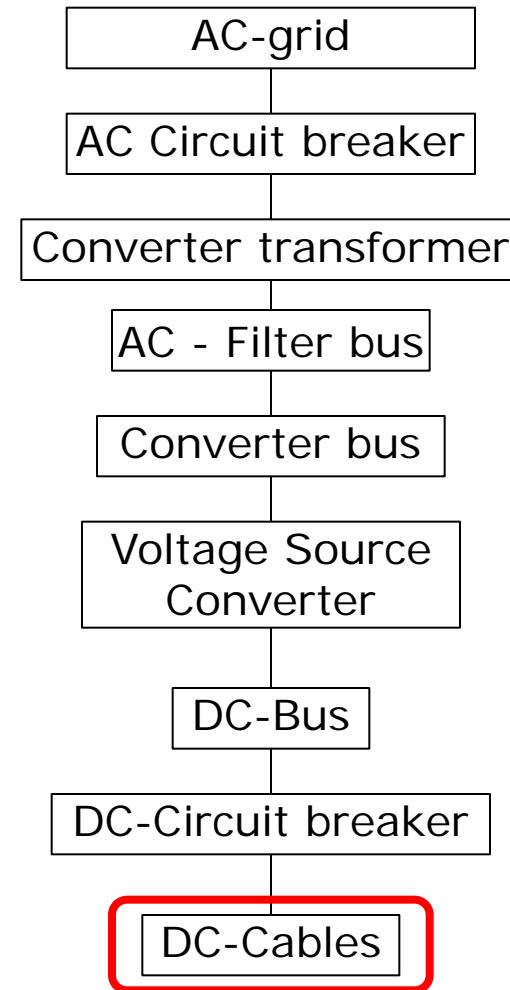 AC-grid
AC Circuit breaker
Converter transformer
AC - Filter bus
Converter bus
Voltage Source
Converter
DC-Bus
DC-Circuit breaker
DC-Cables